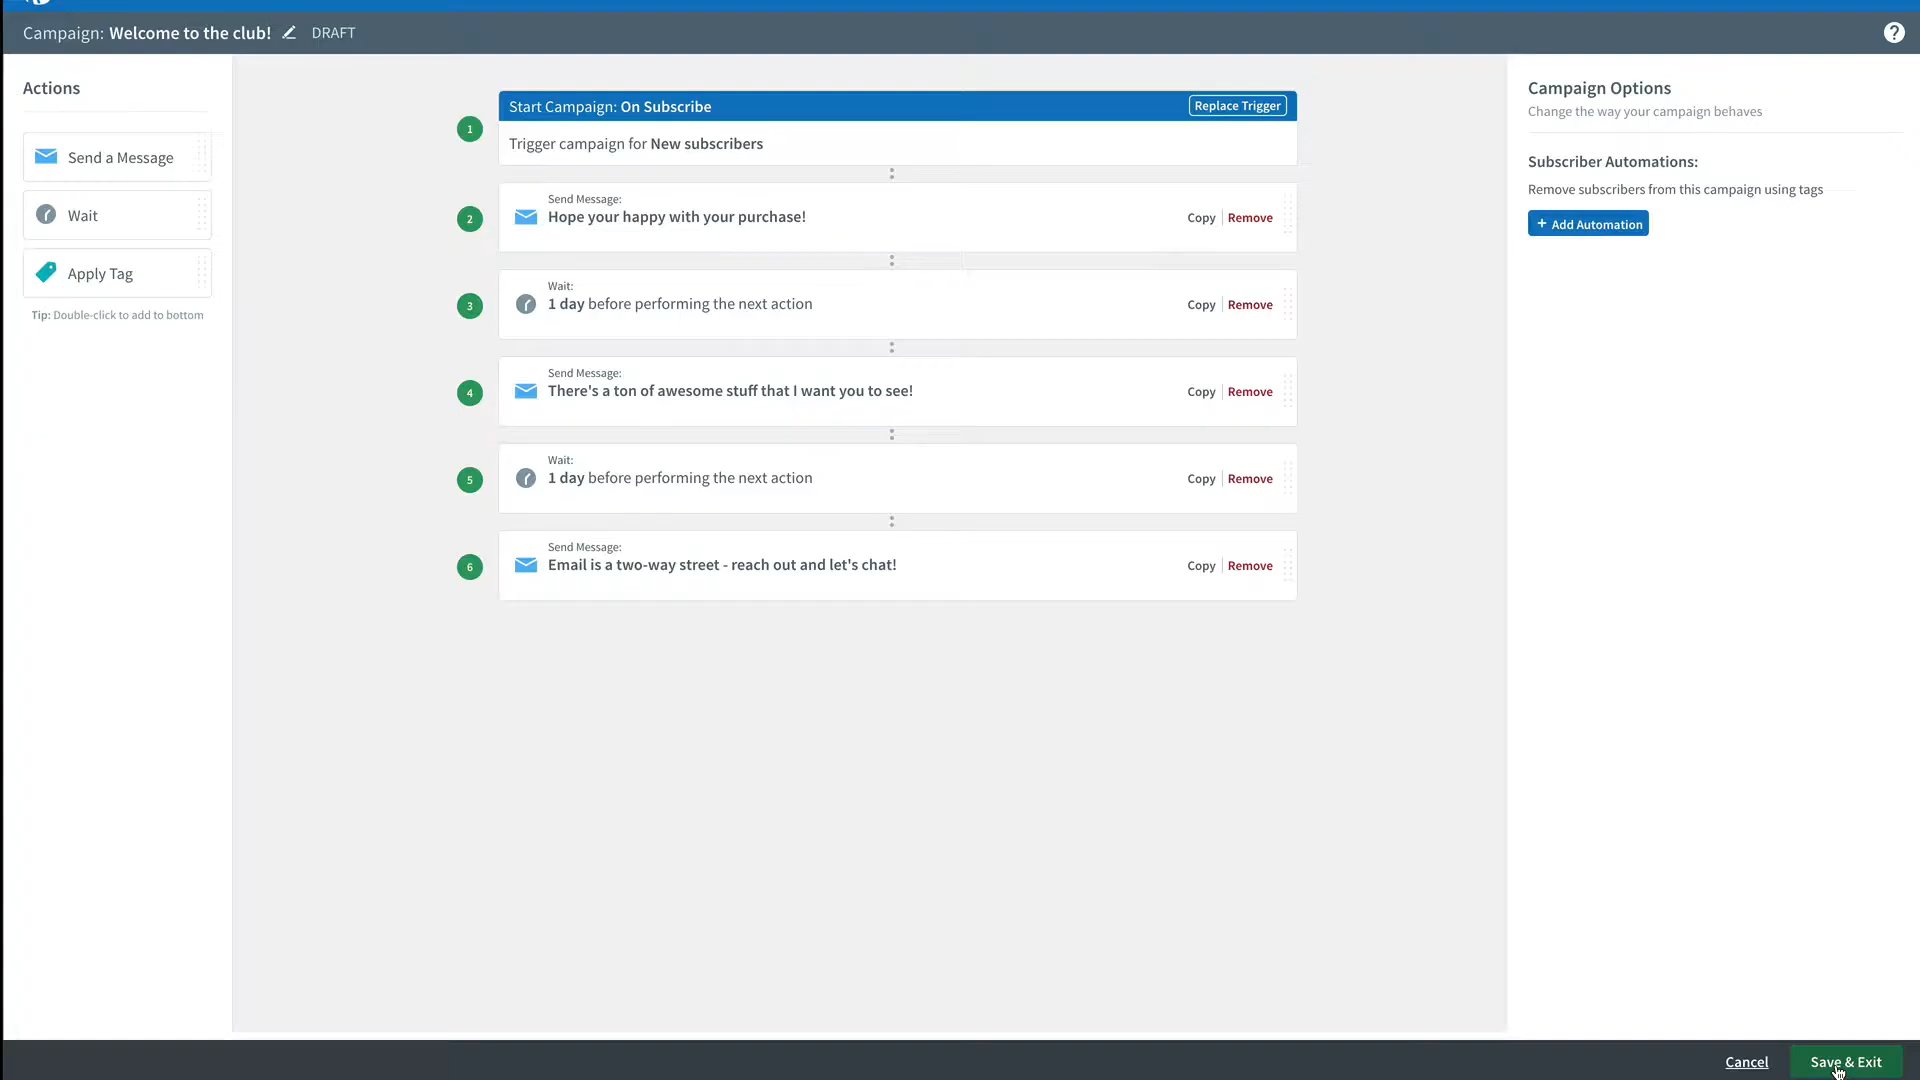 Campaign: Welcome to the club! DRAFT
?
Actions
Send a Message
Wait
Apply Tag
Tip: Double-click to add to bottom
1
Start Campaign: On Subscribe
Replace Trigger
Trigger campaign for New subscribers
2
Send Message:
Hope your happy with your purchase!
Copy Remove
3
Wait:
1 day before performing the next action
Copy Remove
4
Send Message:
There's a ton of awesome stuff that I want you to see!
Copy Remove
5
Wait:
1 day before performing the next action
Copy Remove
6
Send Message:
Email is a two-way street - reach out and let's chat!
Copy Remove
Campaign Options
Change the way your campaign behaves
Subscriber Automations:
Remove subscribers from this campaign using tags
+ Add Automation
Cancel
Save & Exit